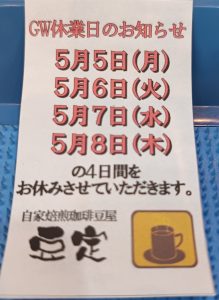 GW休業日のお知らせ
5月5日(月)
5月6日(火)
5月7日(水)
5月8日(木)
の4日間を
お休みさせていただきます。
自家焙煎珈琲豆屋
豆定